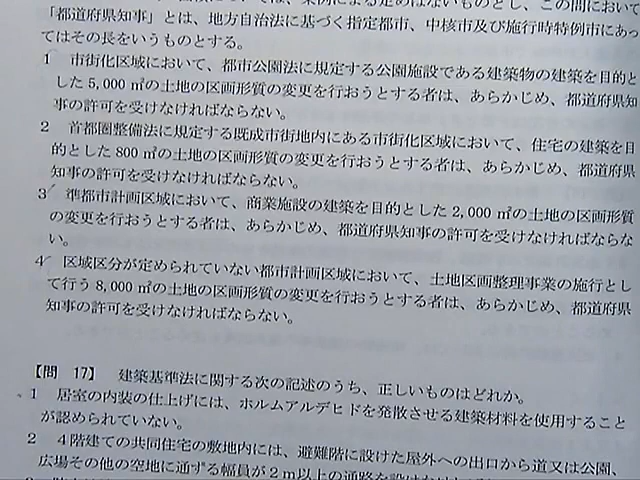 「都道府県知事」とは、地方自治法に基づく指定都市、中核市及び施行時特例市にあっ
てはその長をいうものとする。
1 市街化区域において、都市公園法に規定する公園施設である建築物の建築を目的と
した5,000㎡の土地の区画形質の変更を行おうとする者は、あらかじめ、都道府県知
事の許可を受けなければならない。
2 首都圏整備法に規定する既成市街地内にある市街化区域において、住宅の建築を目
的とした800㎡の土地の区画形質の変更を行おうとする者は、あらかじめ、都道府県
知事の許可を受けなければならない。
3 準都市計画区域において、商業施設の建築を目的とした2,000㎡の土地の区画形質
の変更を行おうとする者は、あらかじめ、都道府県知事の許可を受けなければならな
い。
4 区域区分が定められていない都市計画区域において、土地区画整理事業の施行とし
て行う8,000㎡の土地の区画形質の変更を行おうとする者は、あらかじめ、都道府県
知事の許可を受けなければならない。
【問 17】 建築基準法に関する次の記述のうち、正しいものはどれか。
1 居室の内装の仕上げには、ホルムアルデヒドを発散させる建築材料を使用すること
が認められていない。
2 4階建ての共同住宅の敷地内には、避難階に設けた屋外への出口から道又は公園、
広場その他の空地に通ずる幅員が2m以上の通路を設けなければ